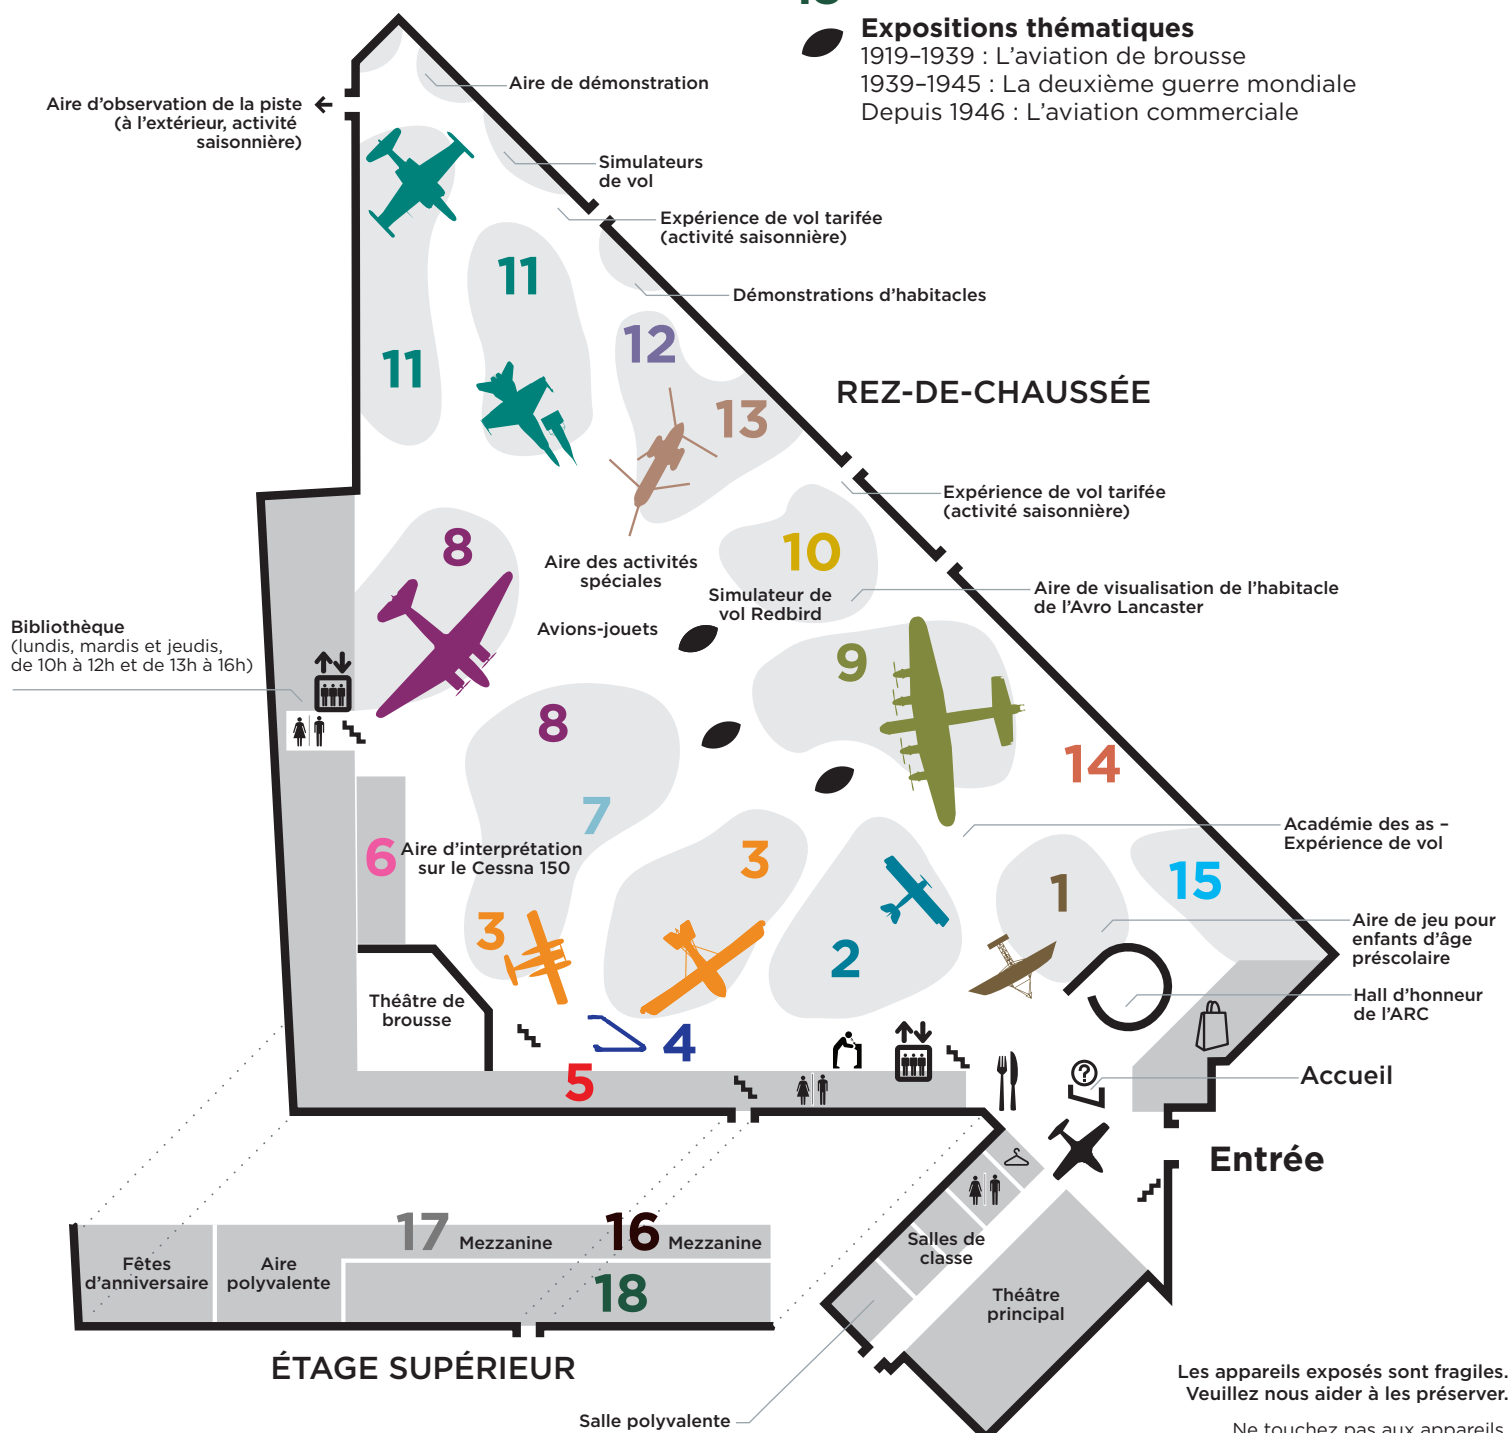 Expositions thématiques
1919–1939 : L'aviation de brousse
1939–1945 : La deuxième guerre mondiale
Depuis 1946 : L'aviation commerciale
Aire de démonstration
Aire d'observation de la piste
(à l'extérieur, activité
saisonnière)
Simulateurs
de vol
Expérience de vol tarifée
(activité saisonnière)
11
Démonstrations d'habitacles
12
11
REZ-DE-CHAUSSÉE
13
Expérience de vol tarifée
(activité saisonnière)
8
10
Aire des activités
spéciales
Simulateur de
vol Redbird
Aire de visualisation de l'habitacle
de l'Avro Lancaster
Avions-jouets
Bibliothèque
(lundis, mardis et jeudis,
de 10h à 12h et de 13h à 16h)
9
8
14
7
Académie des as –
Expérience de vol
6
Aire d'interprétation
sur le Cessna 150
3
1
15
3
2
Aire de jeu pour
enfants d'âge
préscolaire
Théâtre de
brousse
Hall d'honneur
de l'ARC
4
5
?
Accueil
Entrée
17
Mezzanine
16
Mezzanine
Salles de
classe
Fêtes
d'anniversaire
Aire
polyvalente
18
Théâtre
principal
ÉTAGE SUPÉRIEUR
Salle polyvalente
Les appareils exposés sont fragiles.
Veuillez nous aider à les préserver.
Ne touchez pas aux appareils.